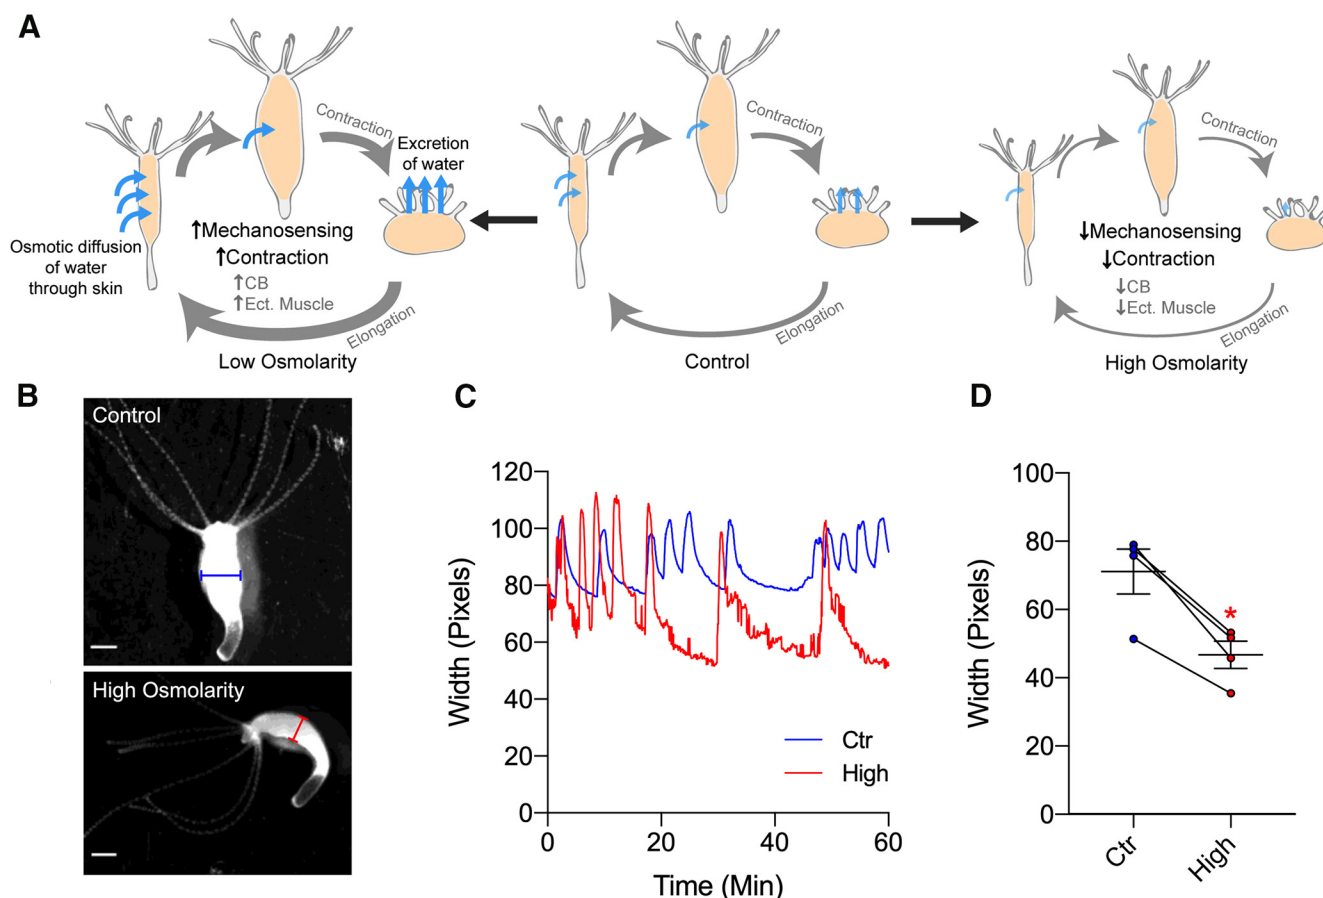 A
Contraction
Excretion
of water
Osmotic diffusion
of water
through skin
↑Mechanosensing
↑Contraction
↑CB
↑Ect. Muscle
Elongation
Low Osmolarity
Contraction
Elongation
Control
Contraction
↓Mechanosensing
↓Contraction
↓CB
↓Ect. Muscle
Elongation
High Osmolarity
B
Control
High Osmolarity
C
Width (Pixels)
120
100
80
60
40
20
0
0 20 40 60
Time (Min)
Ctr
High
D
Width (Pixels)
100
80
60
40
20
0
*
Ctr
High